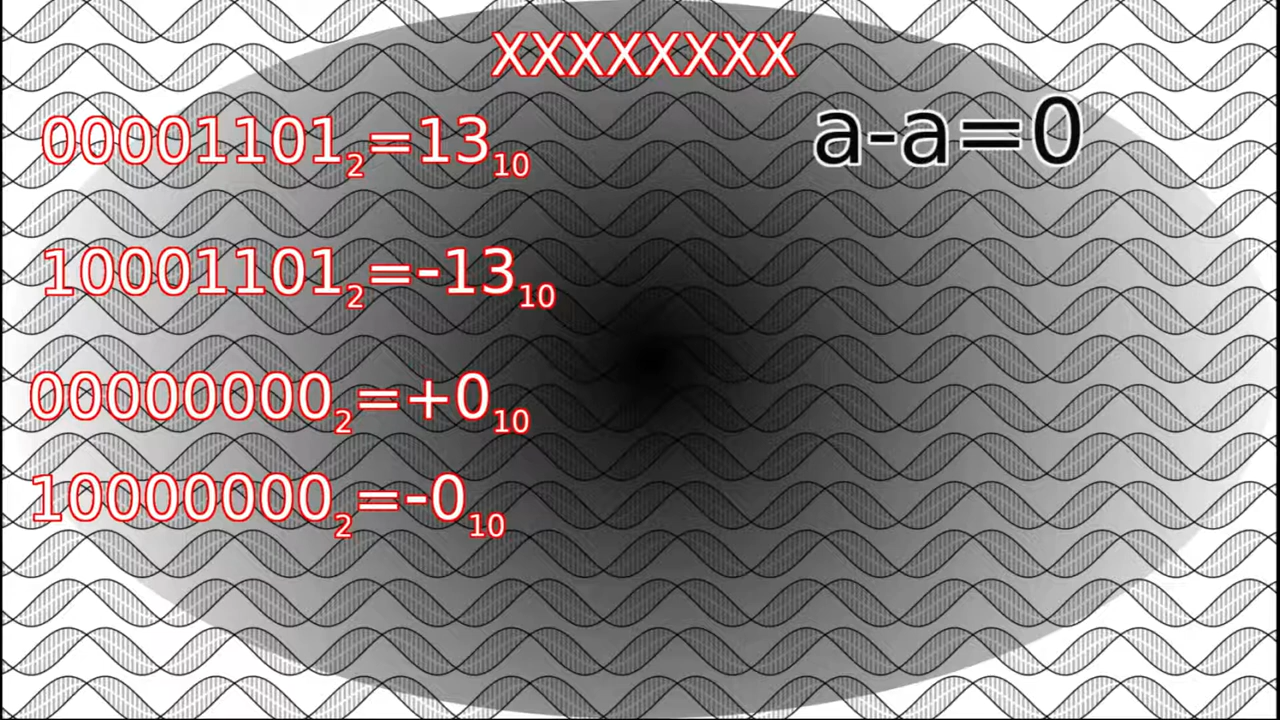 XXXXXXXX
a-a=0
00001101₂=13₁₀
10001101₂=-13₁₀
00000000₂=+0₁₀
10000000₂=-0₁₀